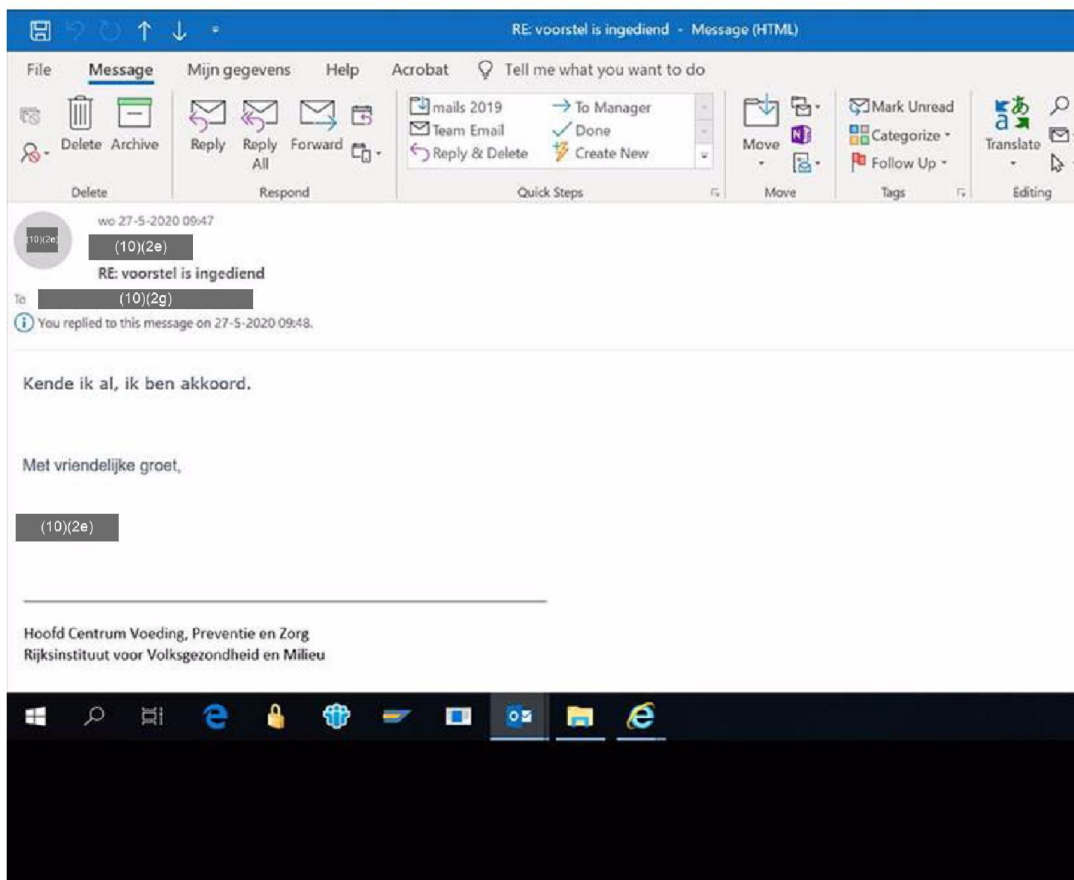 RE: voorstel is ingediend - Message (HTML)
File Message Mijn gegevens Help Acrobat Tell me what you want to do
Delete Archive
Reply Reply All Forward
mails 2019 To Manager
Team Email Done
Reply & Delete Create New
Move
Mark Unread
Categorize
Follow Up
Translate
Delete Respond Quick Steps Move Tags Editing
wo 27-5-2020 09:47
(10)(2e)
(10)(2e)
RE: voorstel is ingediend
To (10)(2g)
You replied to this message on 27-5-2020 09:48.
Kende ik al, ik ben akkoord.
Met vriendelijke groet,
(10)(2e)
Hoofd Centrum Voeding, Preventie en Zorg
Rijksinstituut voor Volksgezondheid en Milieu